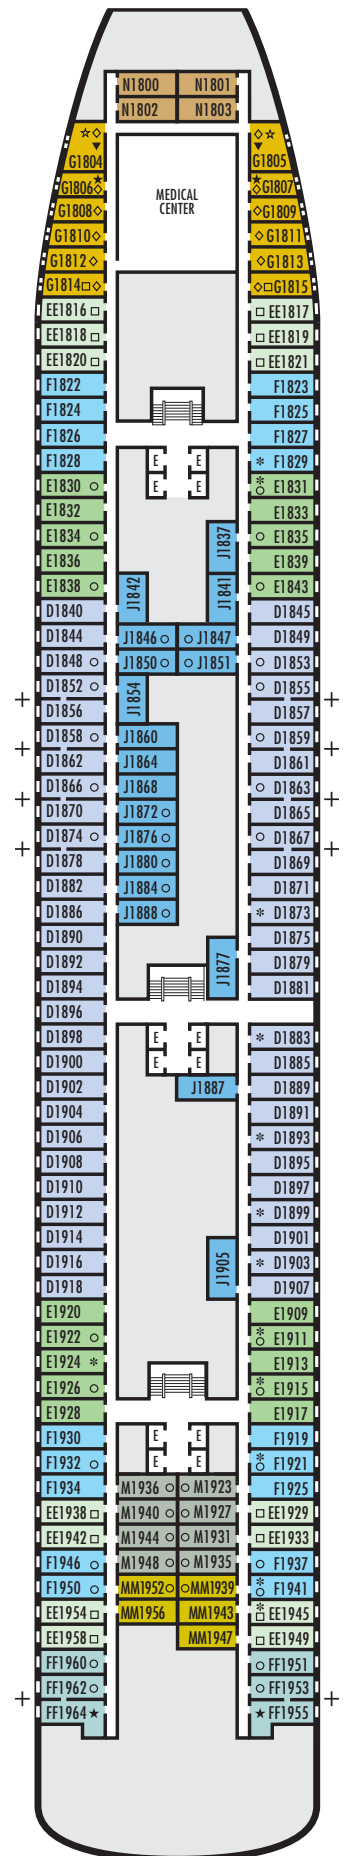 N1800 N1801
N1802 N1803
G1804 G1805
G1806 G1807
MEDICAL
CENTER
G1808 G1809
G1810 G1811
G1812 G1813
G1814 G1815
EE1816 EE1817
EE1818 EE1819
EE1820 EE1821
F1822 F1823
F1824 F1825
F1826 F1827
F1828 E E F1829
E1830 E E E1831
E1832 E1833
E1834 J1837 E1835
E1836 E1839
E1838 J1842 J1841 E1843
D1840 D1845
D1844 J1846 J1847 D1849
D1848 J1850 J1851 D1853
D1852 J1854 D1855
D1856 D1857
D1858 J1860 D1859
D1862 J1864 D1861
D1866 J1868 D1863
D1870 J1872 D1865
D1874 J1876 D1867
D1878 J1880 D1869
D1882 J1884 D1871
D1886 J1888 D1873
D1890 D1875
D1892 J1877 D1879
D1894 D1881
D1896
D1898 E E D1883
D1900 E E D1885
D1902 J1887 D1889
D1904 D1891
D1906 D1893
D1908 D1895
D1910 D1897
D1912 D1899
D1914 D1901
D1916 J1905 D1903
D1918 D1907
E1920 E1909
E1922 E1911
E1924 E1913
E1926 E1915
E1928 E1917
F1930 E E F1919
F1932 E E F1921
F1934 M1936 M1923 F1925
EE1938 M1940 M1927 EE1929
EE1942 M1944 M1931 EE1933
F1946 M1948 M1935 F1937
F1950 MM1952 MM1939 F1941
EE1954 MM1956 MM1943 EE1945
EE1958 MM1947 EE1949
FF1960 FF1951
FF1962 FF1953
FF1964 FF1955